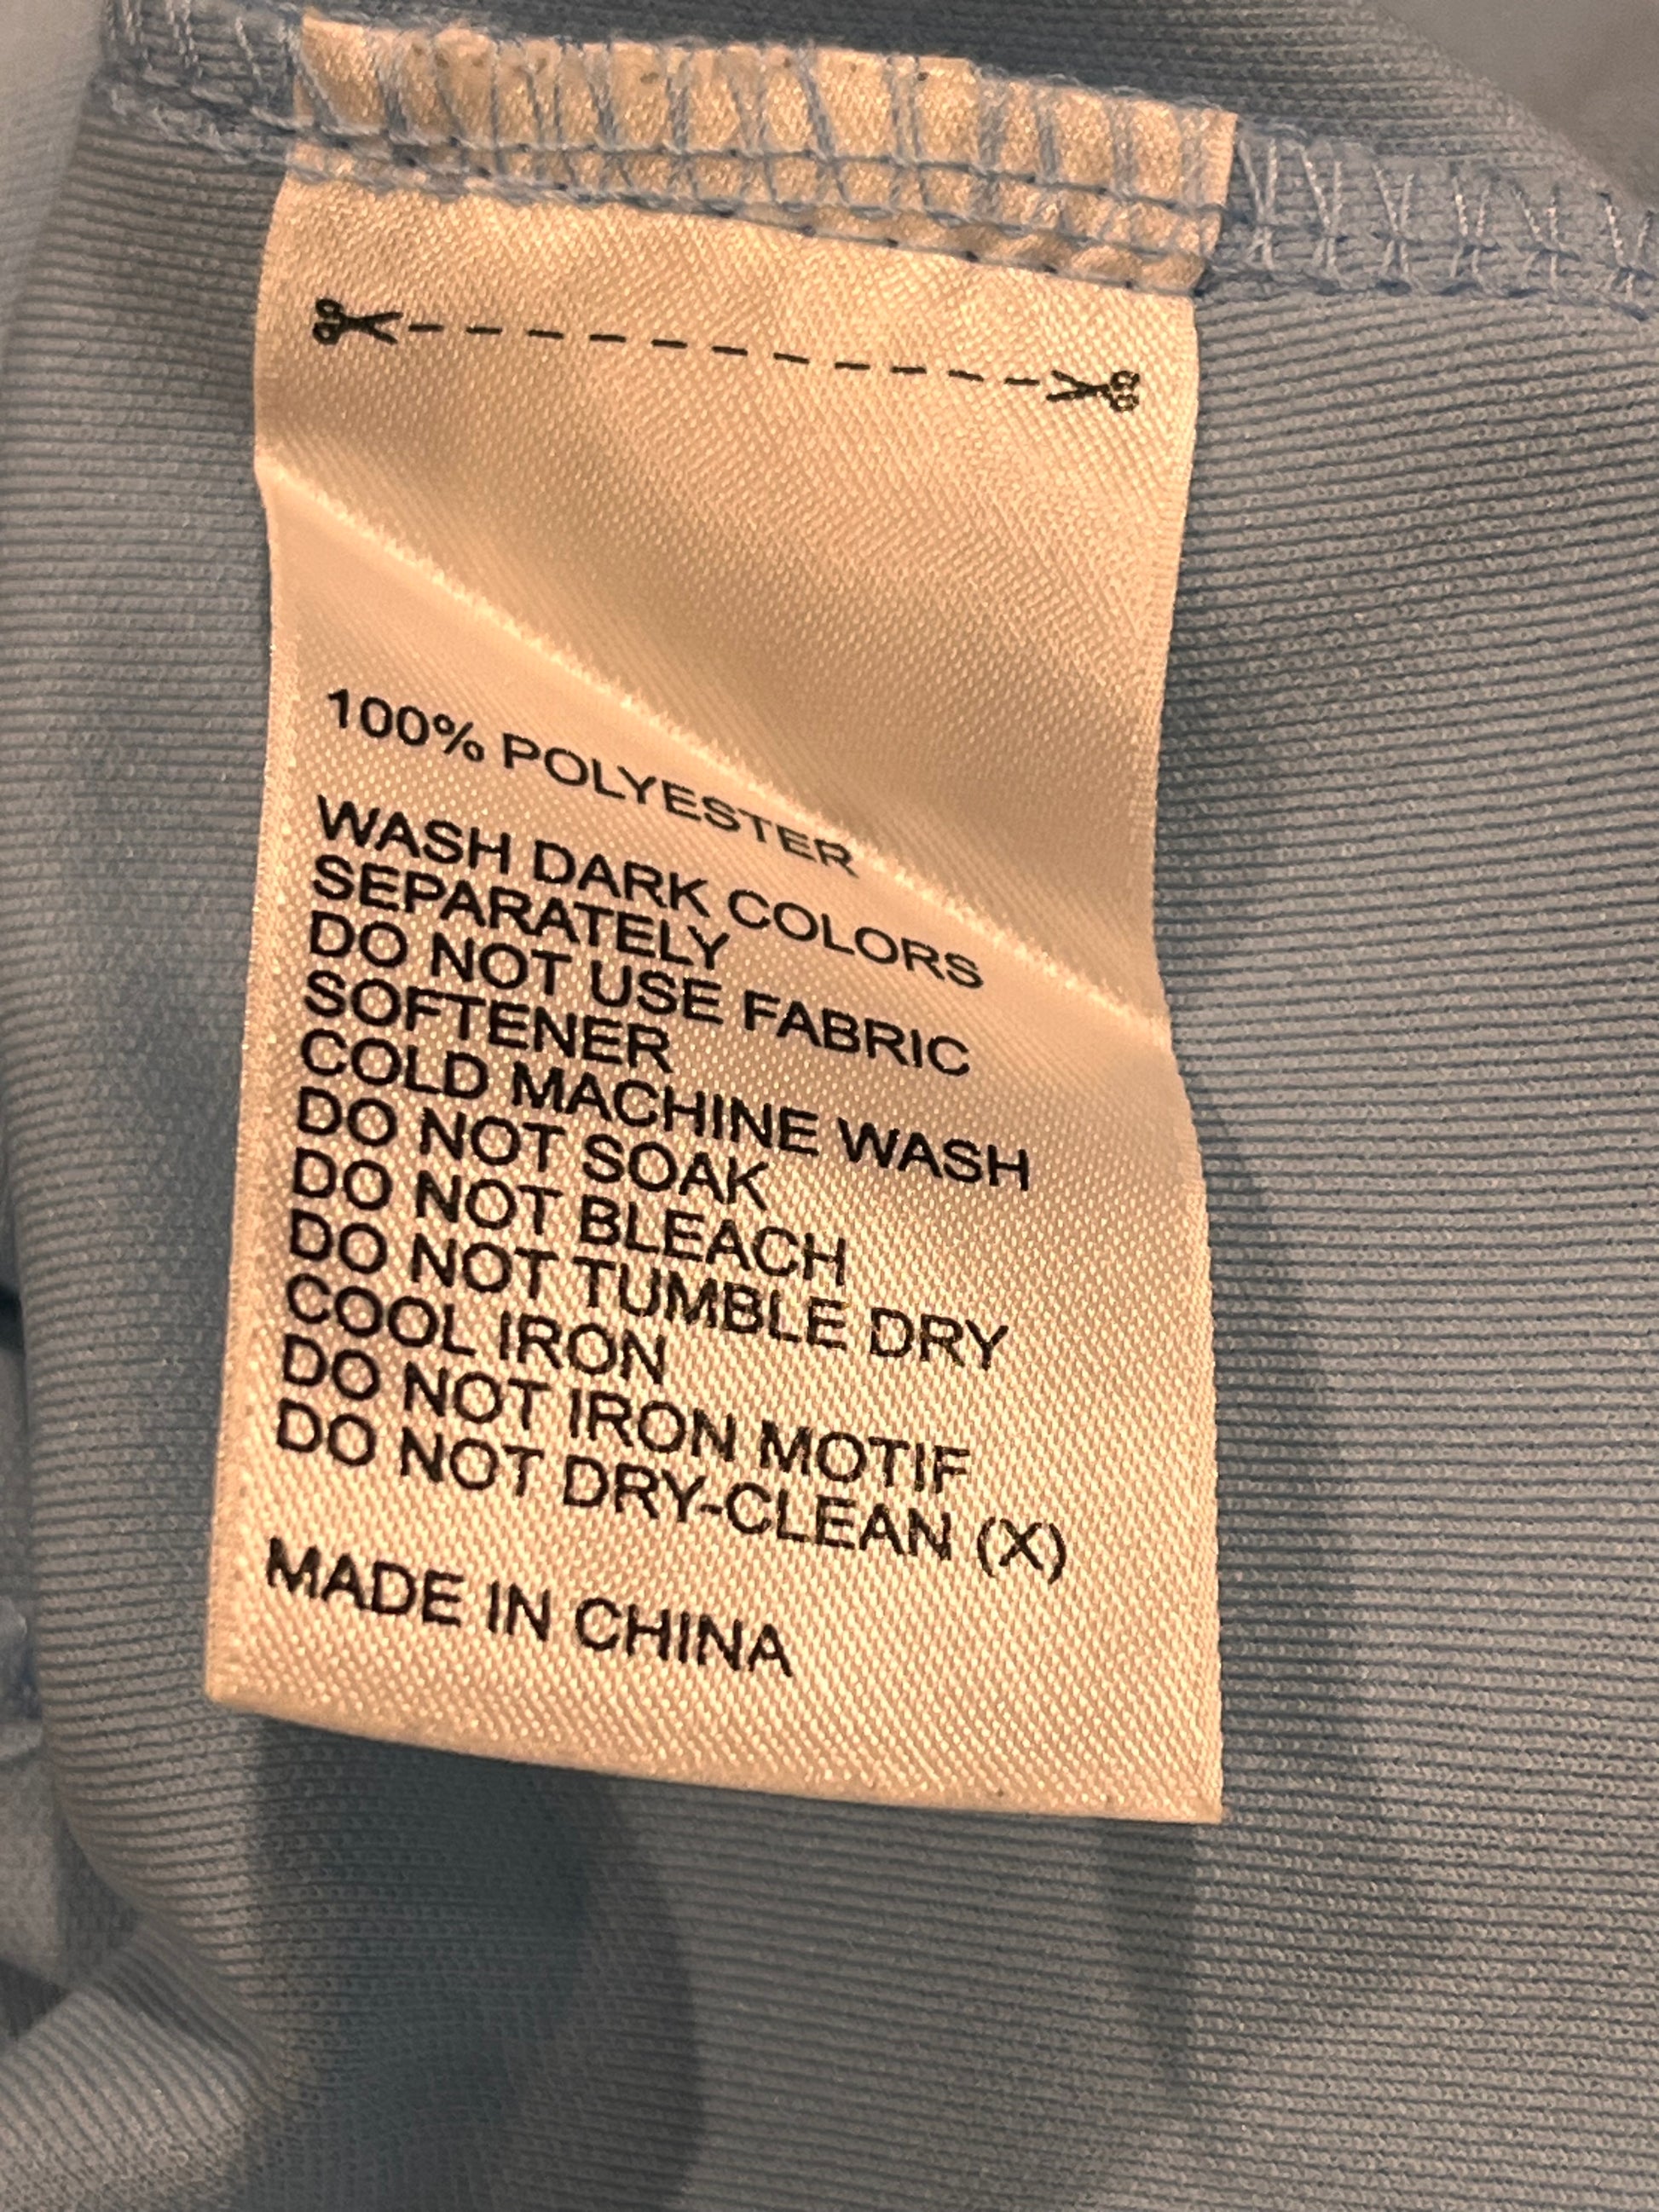 100% POLYESTER
WASH DARK COLORS
SEPARATELY
DO NOT USE FABRIC
SOFTENER
COLD MACHINE WASH
DO NOT SOAK
DO NOT BLEACH
DO NOT TUMBLE DRY
COOL IRON
DO NOT IRON MOTIF
DO NOT DRY-CLEAN (X)
MADE IN CHINA